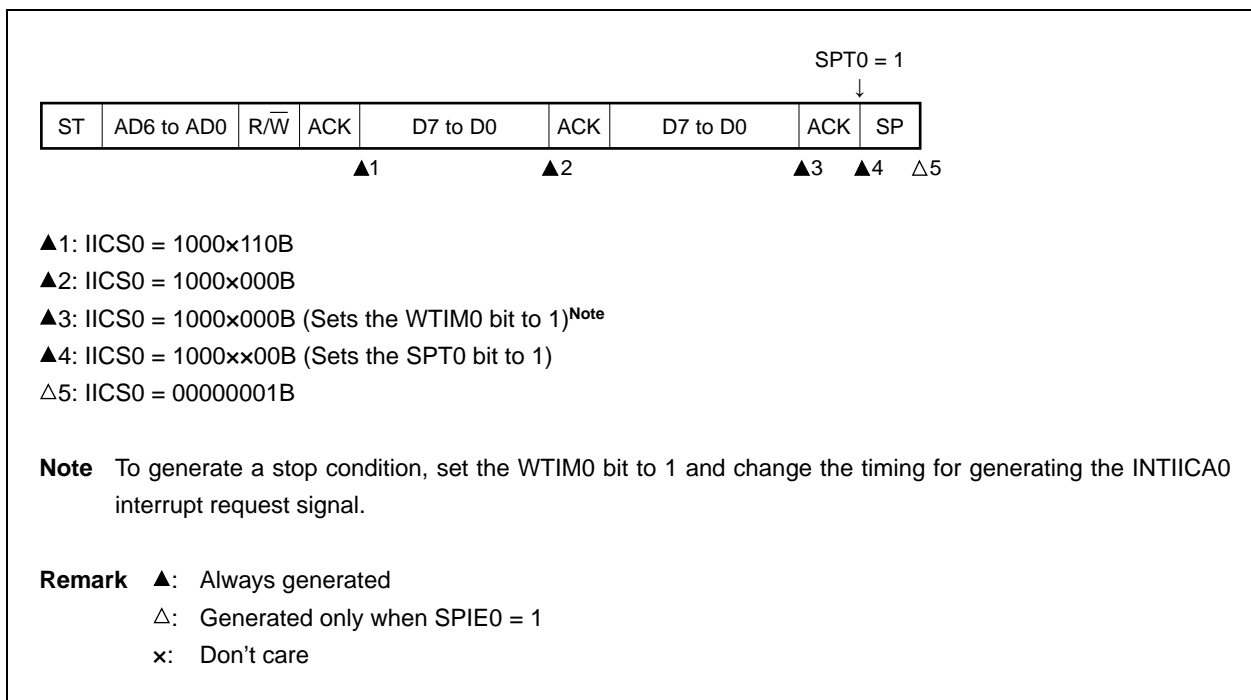 SPT0 = 1
↓
ST AD6 to AD0 R/W̅ ACK D7 to D0 ACK D7 to D0 ACK SP
▲1 ▲2 ▲3 ▲4 △5
▲1: IICS0 = 1000×110B
▲2: IICS0 = 1000×000B
▲3: IICS0 = 1000×000B (Sets the WTIM0 bit to 1)Note
▲4: IICS0 = 1000××00B (Sets the SPT0 bit to 1)
△5: IICS0 = 00000001B
Note To generate a stop condition, set the WTIM0 bit to 1 and change the timing for generating the INTIICA0
interrupt request signal.
Remark ▲: Always generated
△: Generated only when SPIE0 = 1
×: Don't care